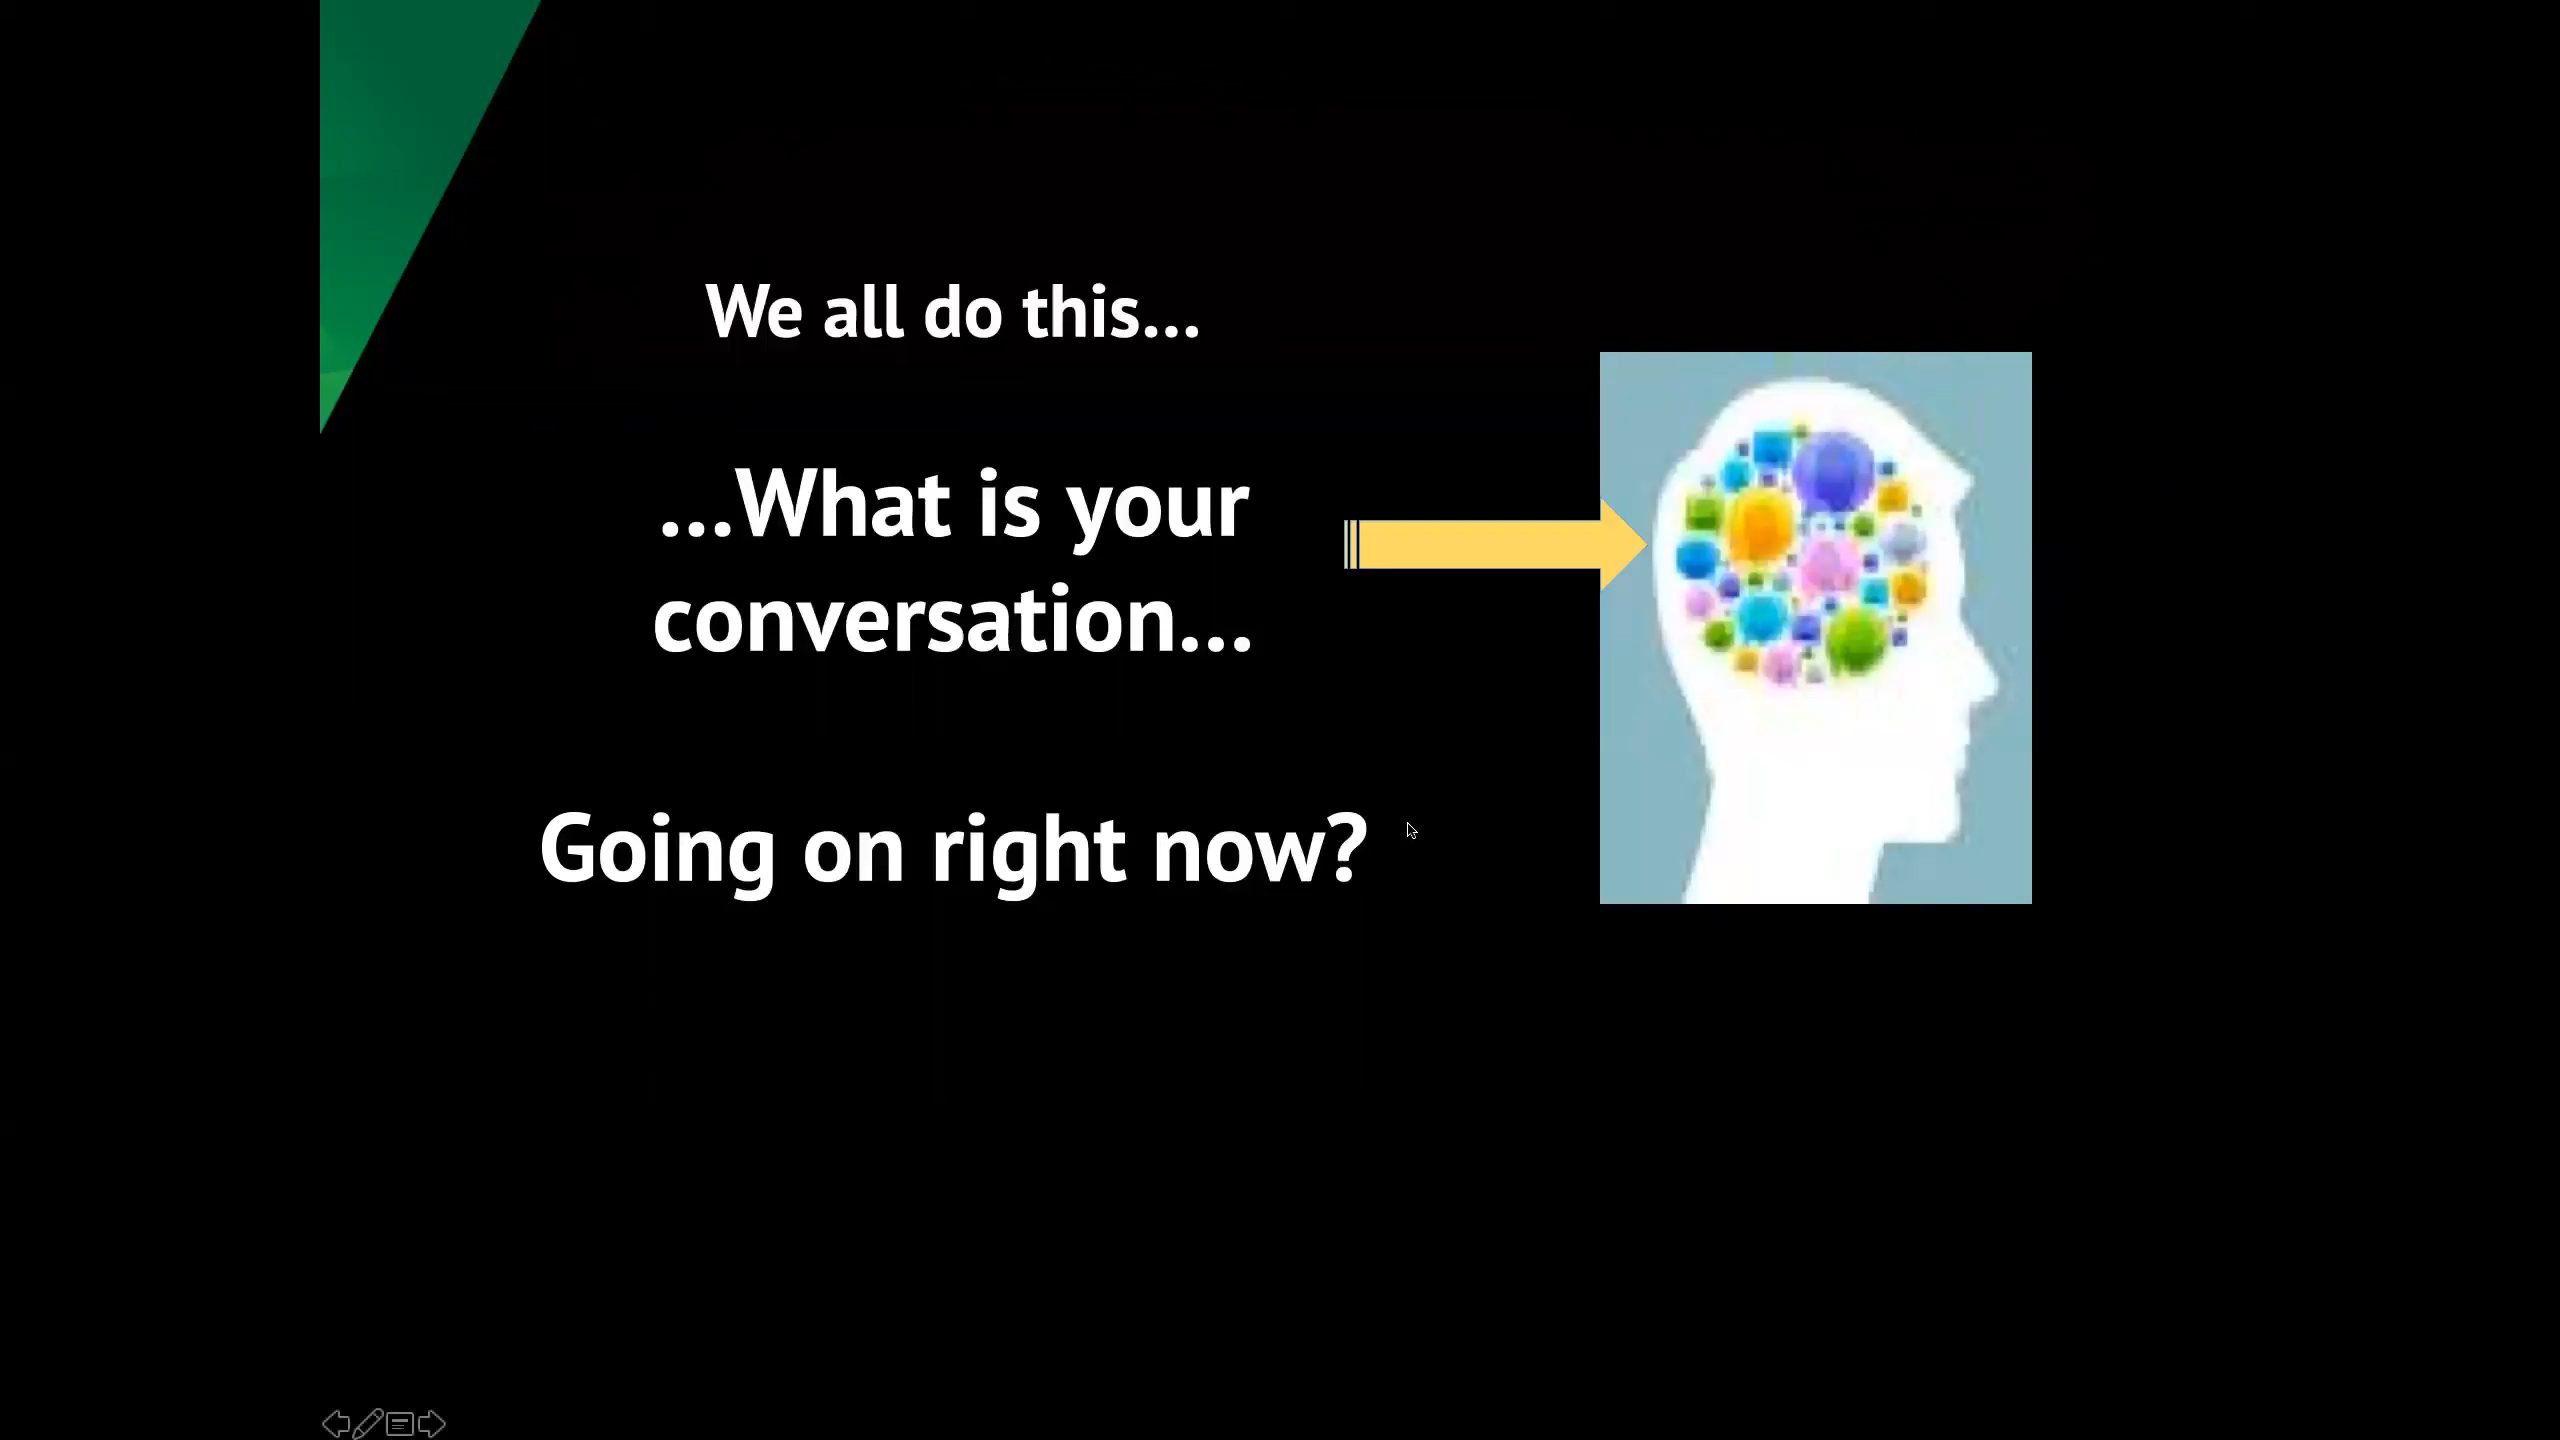 We all do this...
...What is your
conversation...
Going on right now?